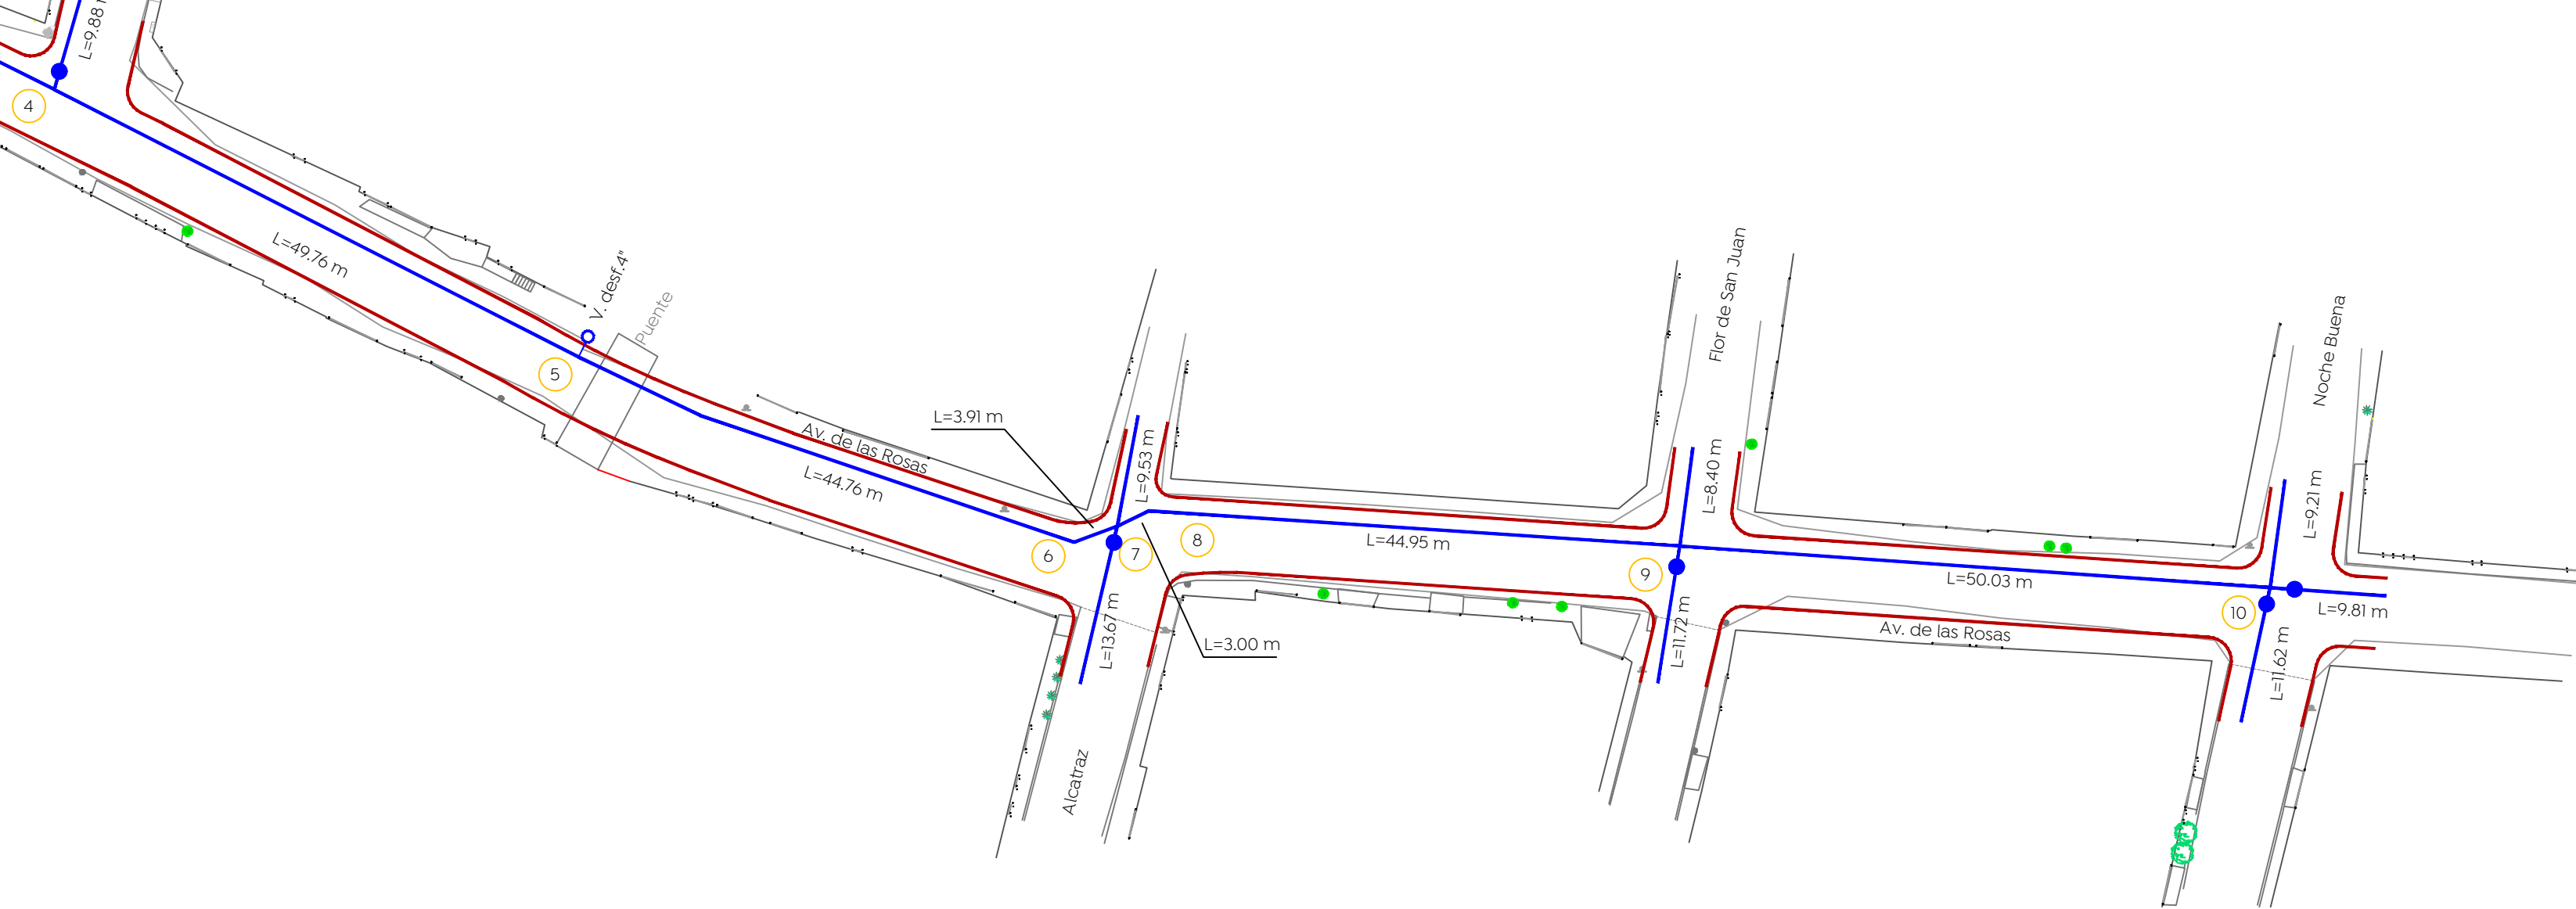 L=9.88
4
L=49.76 m
V. desf.4"
Puente
5
L=3.91 m
Av. de las Rosas
L=44.76 m
L=9.53 m
6
7
8
L=44.95 m
L=13.67 m
L=3.00 m
Alcatraz
Flor de San Juan
L=8.40 m
9
L=11.72 m
L=50.03 m
Av. de las Rosas
Noche Buena
L=9.21 m
10
L=9.81 m
L=11.62 m